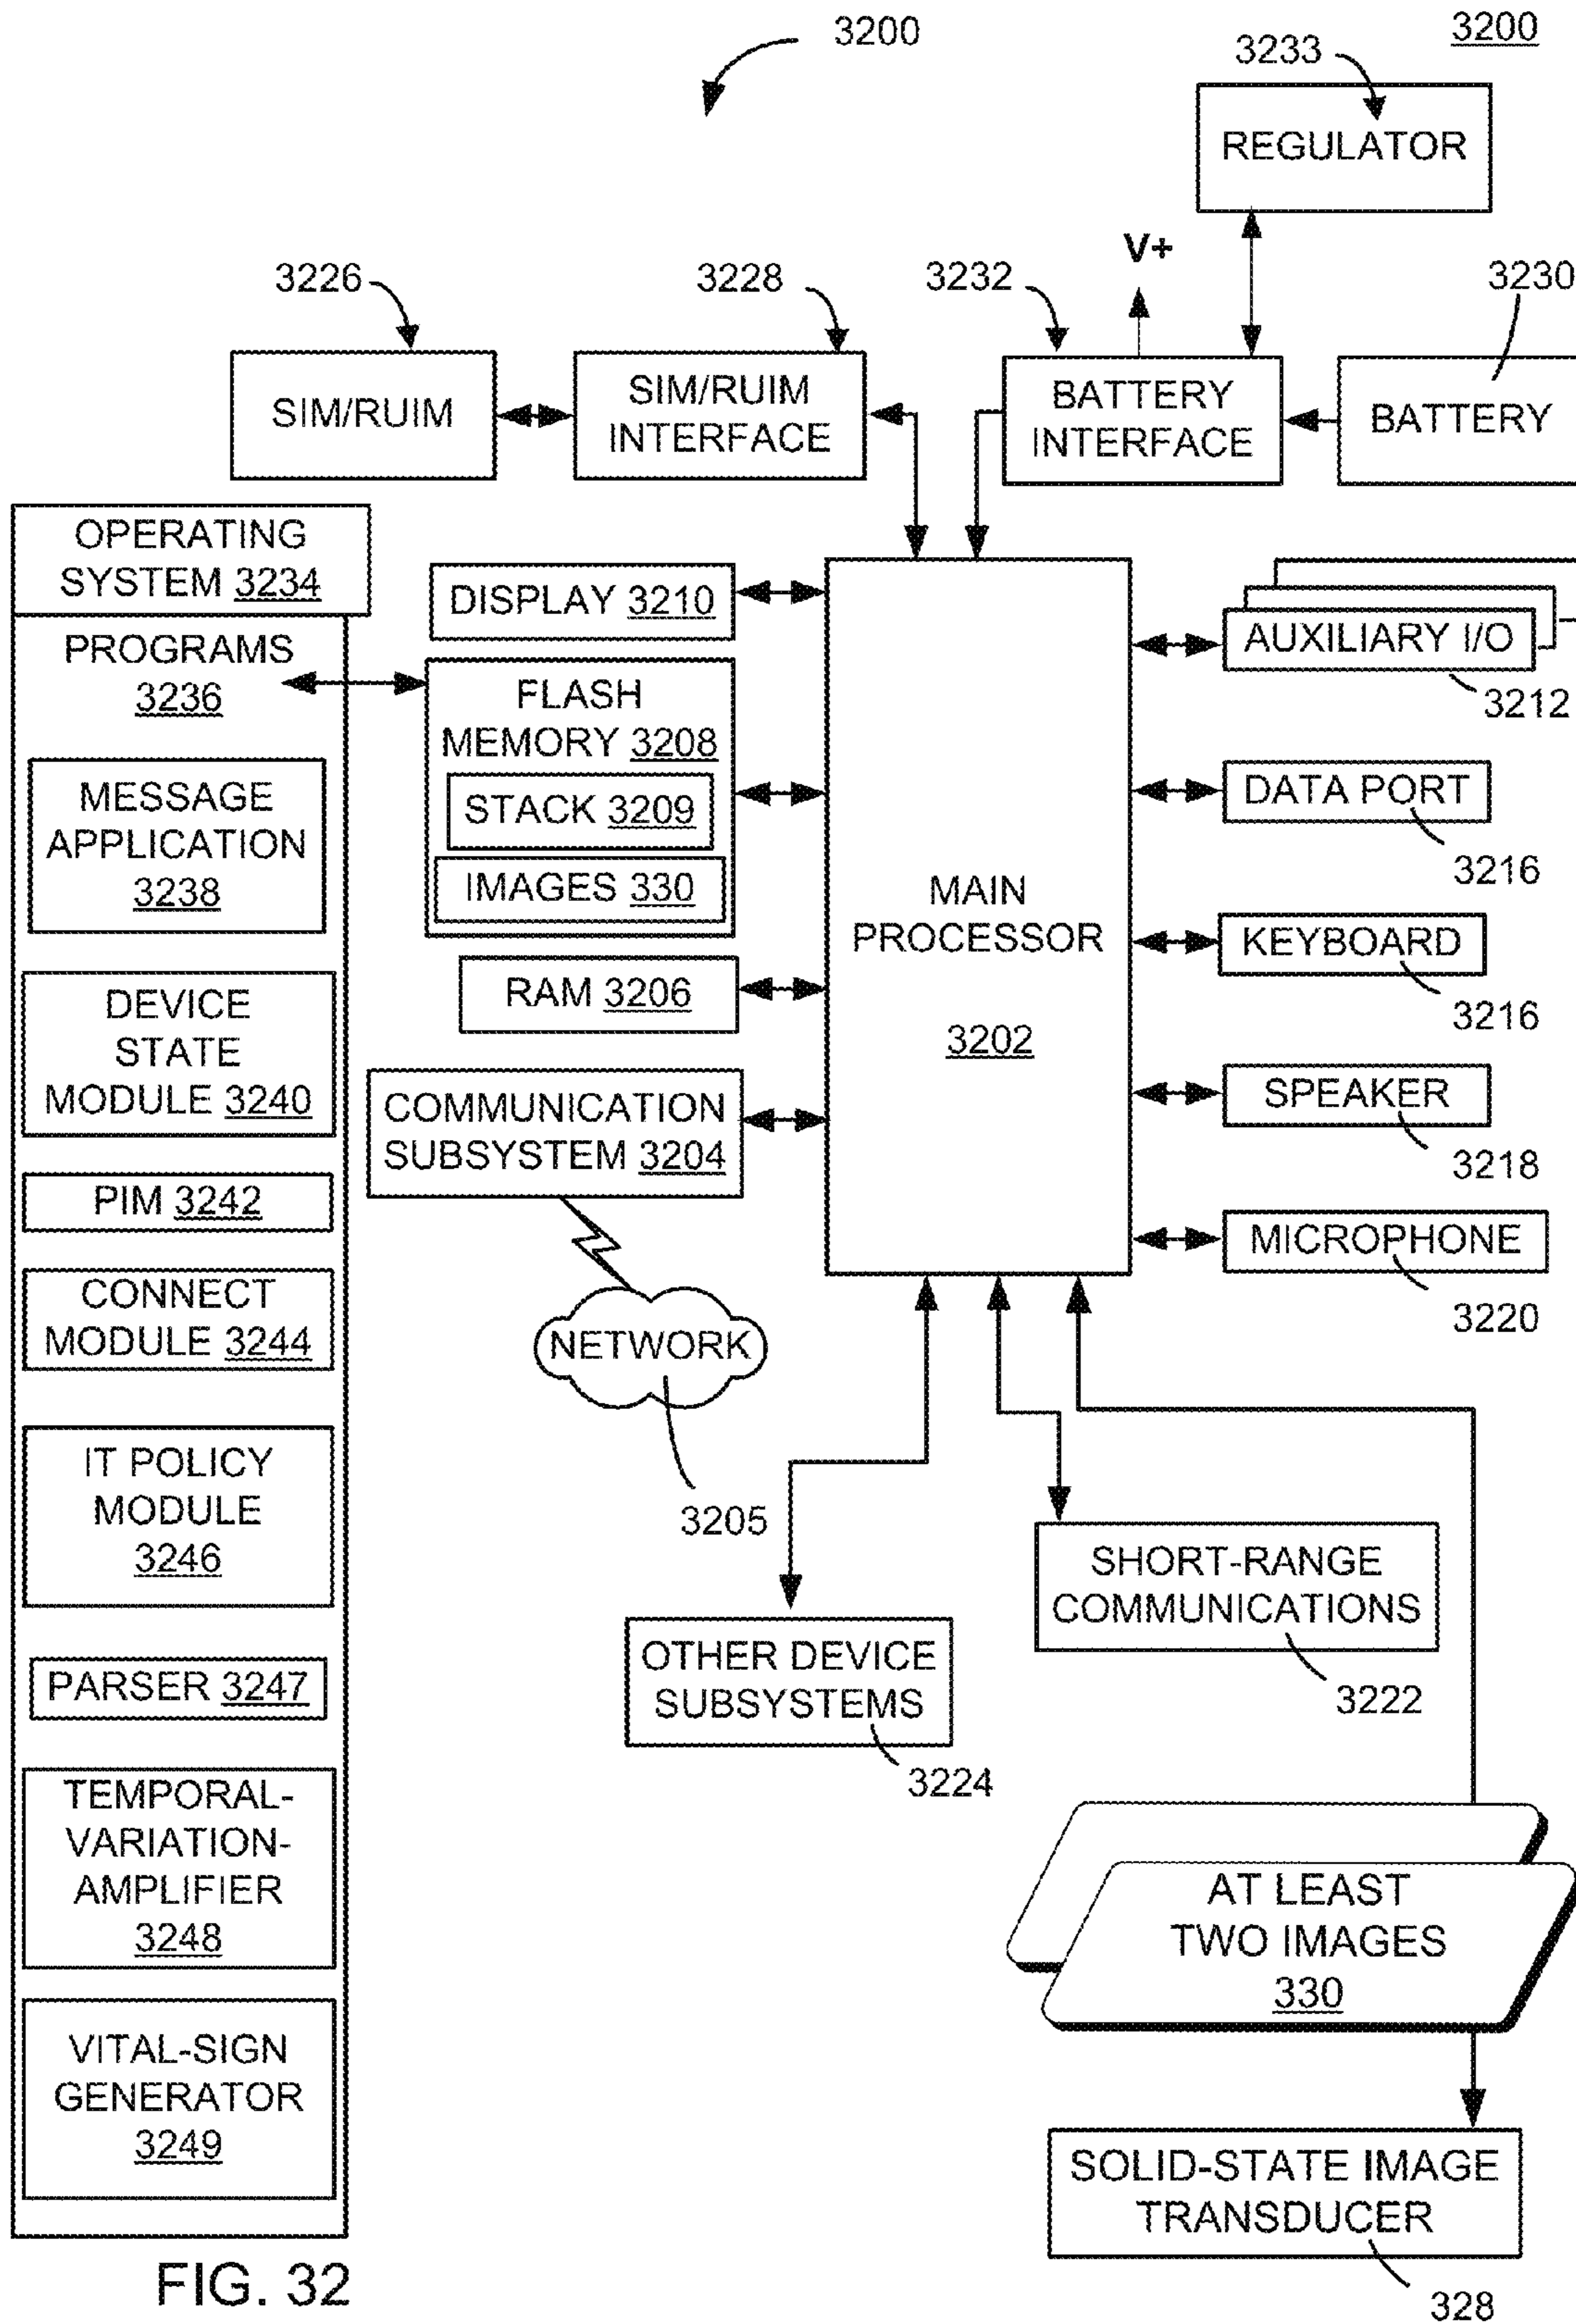 3200
3200
3233
REGULATOR
V+
3226
3228
3232
3230
SIM/RUIM
SIM/RUIM
INTERFACE
BATTERY
INTERFACE
BATTERY
OPERATING
SYSTEM 3234
PROGRAMS
3236
MESSAGE
APPLICATION
3238
DEVICE
STATE
MODULE 3240
PIM 3242
CONNECT
MODULE 3244
IT POLICY
MODULE
3246
PARSER 3247
TEMPORAL-
VARIATION-
AMPLIFIER
3248
VITAL-SIGN
GENERATOR
3249
DISPLAY 3210
FLASH
MEMORY 3208
STACK 3209
IMAGES 330
RAM 3206
COMMUNICATION
SUBSYSTEM 3204
NETWORK
3205
MAIN
PROCESSOR
3202
AUXILIARY I/O
3212
DATA PORT
3216
KEYBOARD
3216
SPEAKER
3218
MICROPHONE
3220
SHORT-RANGE
COMMUNICATIONS
3222
OTHER DEVICE
SUBSYSTEMS
3224
AT LEAST
TWO IMAGES
330
SOLID-STATE IMAGE
TRANSDUCER
328
FIG. 32